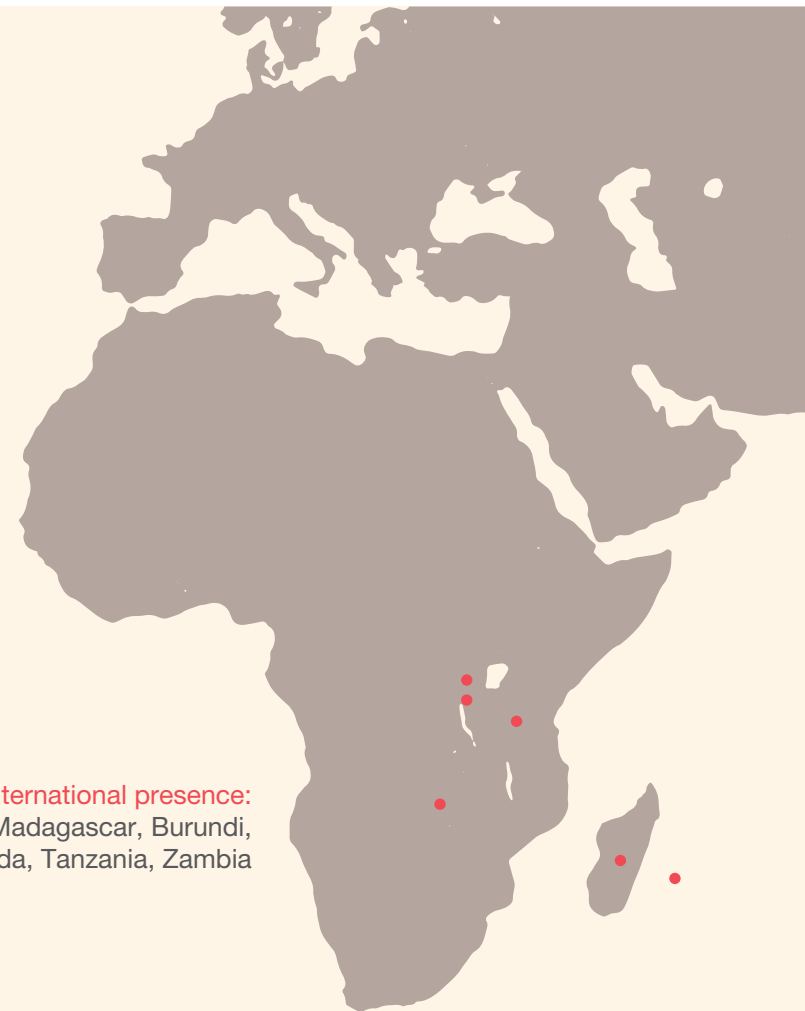 ternational presence:
Madagascar, Burundi,
da, Tanzania, Zambia